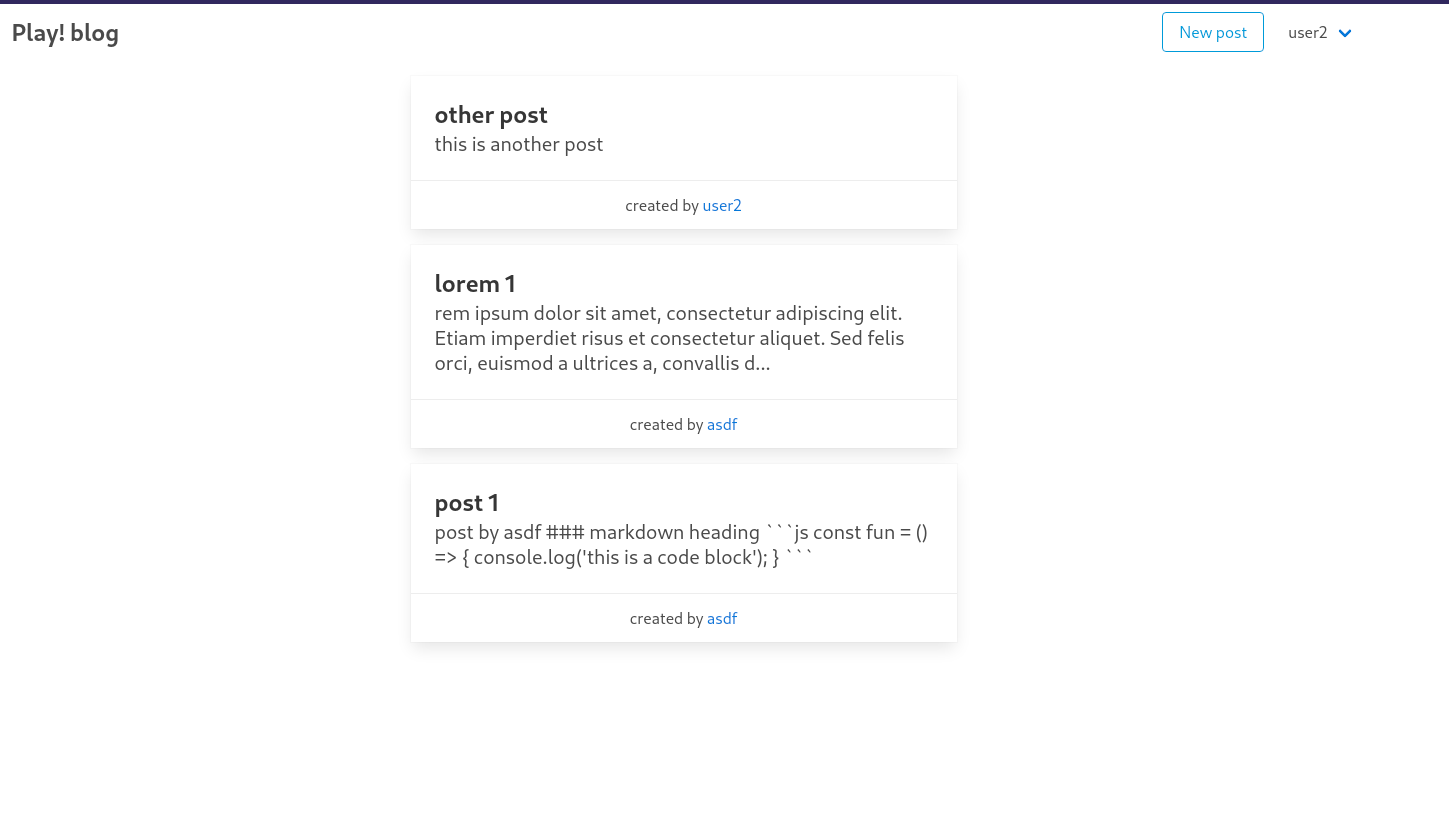 Play! blog
New post
user2
other post
this is another post
created by user2
lorem 1
rem ipsum dolor sit amet, consectetur adipiscing elit.
Etiam imperdiet risus et consectetur aliquet. Sed felis
orci, euismod a ultrices a, convallis d...
created by asdf
post 1
post by asdf ### markdown heading ```js const fun = ()
=> { console.log('this is a code block'); } ```
created by asdf